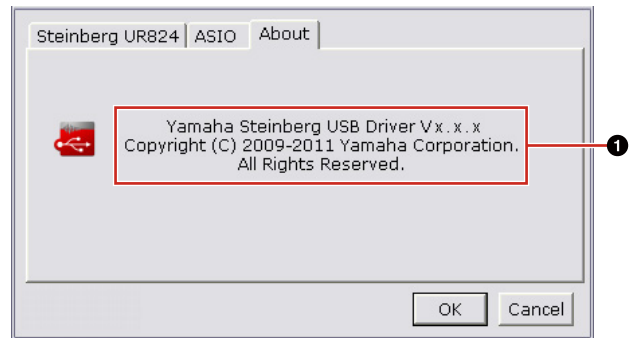 Steinberg UR824 ASIO About
Yamaha Steinberg USB Driver Vx.x.x
Copyright (C) 2009-2011 Yamaha Corporation.
All Rights Reserved.
1
OK Cancel